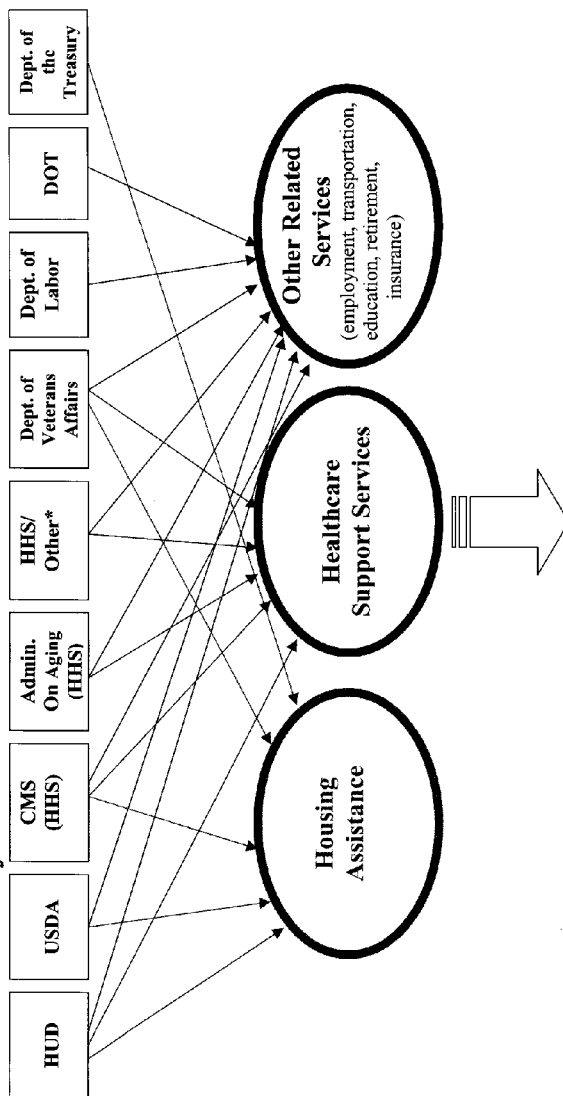 HUD
USDA
CMS
(HHS)
Admin.
On Aging
(HHS)
HHS/
Other*
Dept. of
Veterans
Affairs
Dept. of
Labor
DOT
Dept. of
the
Treasury
Housing
Assistance
Healthcare
Support Services
Other Related
Services
(employment, transportation,
education, retirement,
insurance)